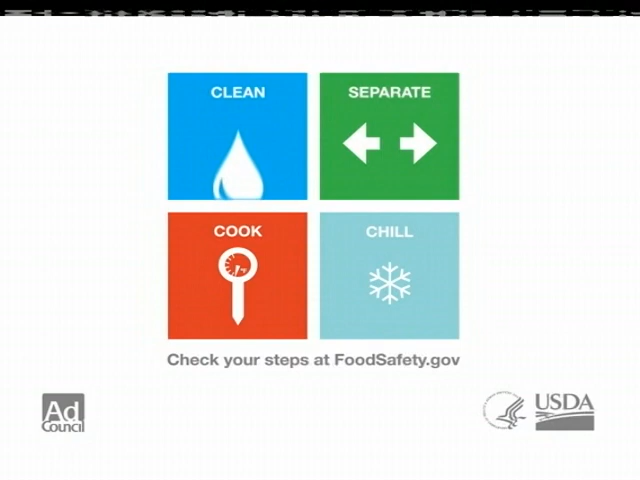 CLEAN
SEPARATE
COOK
CHILL
Check your steps at FoodSafety.gov
Ad
Council
USDA